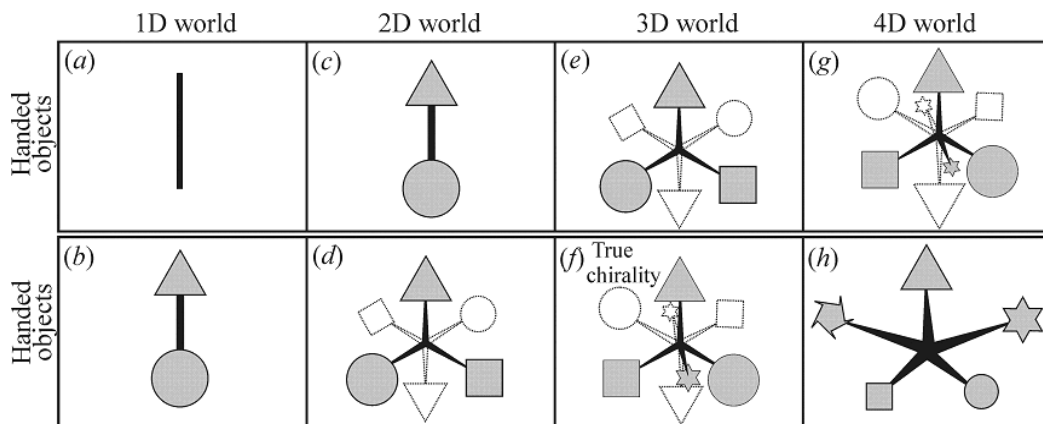 1D world 2D world 3D world 4D world
Handed objects
(a) (c) (e) (g)
Handed objects
(b) (d) (f) True chirality (h)